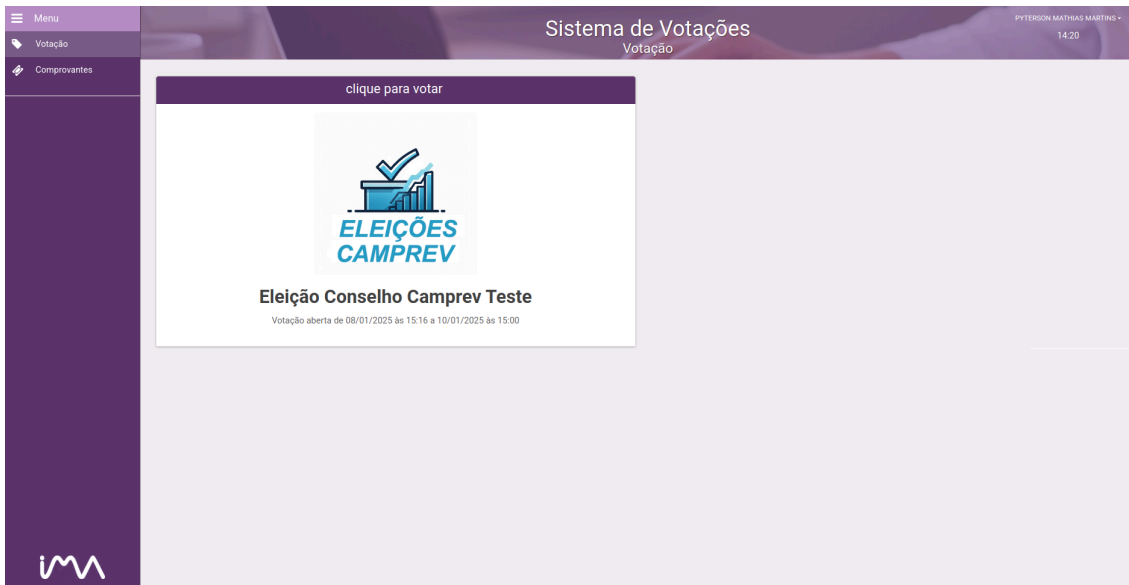 Menu
Votação
Comprovantes
Sistema de Votações
Votação
PYTERSON MATHIAS MARTINS
14:20
clique para votar
ELEIÇÕES
CAMPREV
Eleição Conselho Camprev Teste
Votação aberta de 08/01/2025 às 15:16 a 10/01/2025 às 15:00
ima